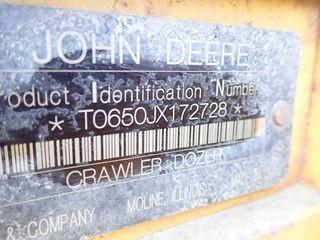 JOHN DEERE
Product Identification Number
* T0650JX172728 *
CRAWLER DOZER
& COMPANY MOLINE, ILLINOIS